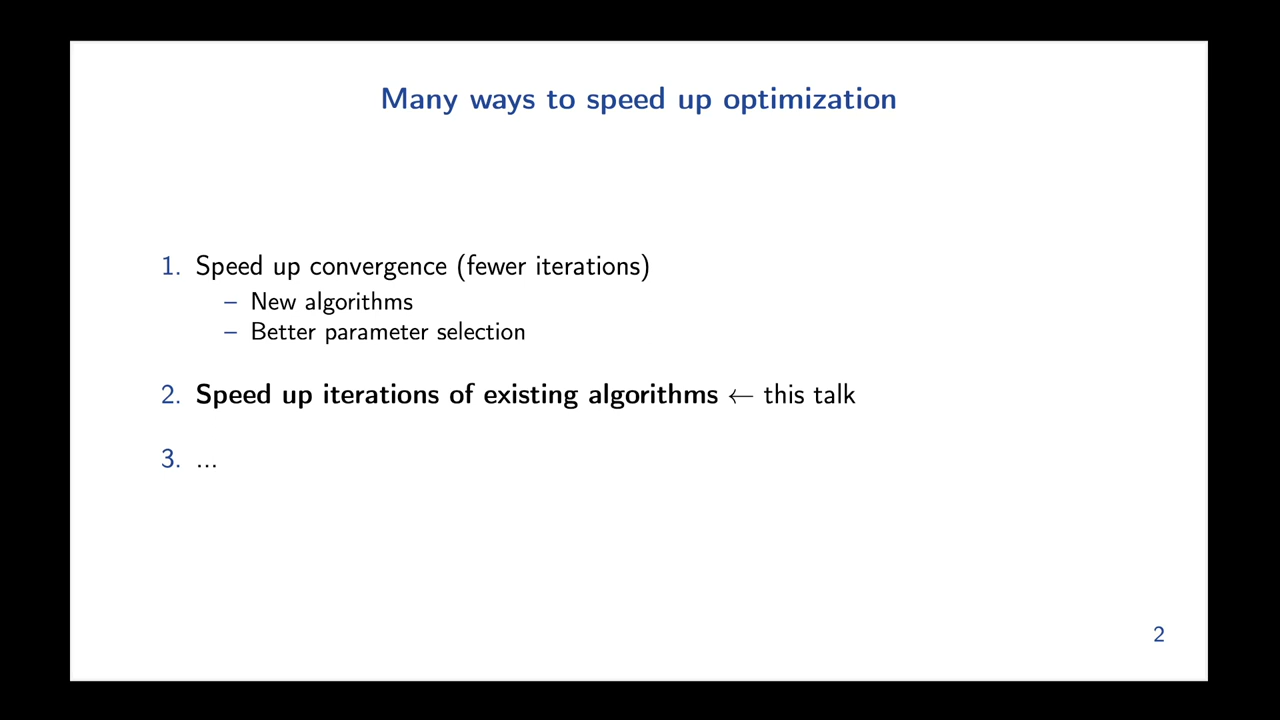 Many ways to speed up optimization
1. Speed up convergence (fewer iterations)
– New algorithms
– Better parameter selection
2. Speed up iterations of existing algorithms ← this talk
3. ...
2